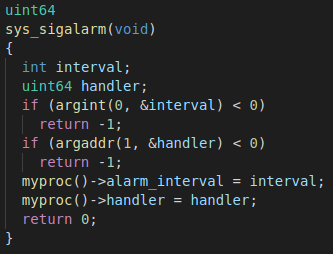 uint64
sys_sigalarm(void)
{
  int interval;
  uint64 handler;
  if (argint(0, &interval) < 0)
    return -1;
  if (argaddr(1, &handler) < 0)
    return -1;
  myproc()->alarm_interval = interval;
  myproc()->handler = handler;
  return 0;
}